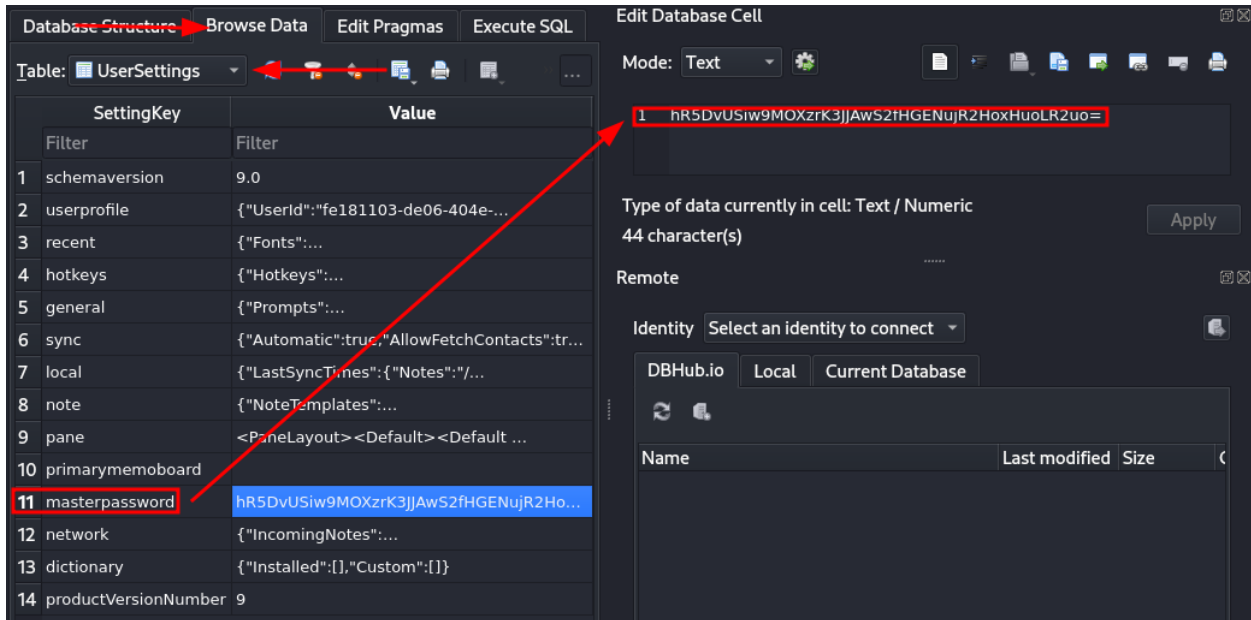 Database Structure Browse Data Edit Pragmas Execute SQL
Table: UserSettings
...
SettingKey Value
Filter Filter
1 schemaversion 9.0
2 userprofile {"UserId":"fe181103-de06-404e-...
3 recent {"Fonts":...
4 hotkeys {"Hotkeys":...
5 general {"Prompts":...
6 sync {"Automatic":true,"AllowFetchContacts":tr...
7 local {"LastSyncTimes":{"Notes":"/...
8 note {"NoteTemplates":...
9 pane <PaneLayout><Default><Default ...
10 primarymemoboard
11 masterpassword hR5DvUSiw9MOXzrK3JJAwS2fHGENujR2Ho...
12 network {"IncomingNotes":...
13 dictionary {"Installed":[],"Custom":[]}
14 productVersionNumber 9
Edit Database Cell
Mode: Text
1 hR5DvUSiw9MOXzrK3JJAwS2fHGENujR2HoxHuoLR2uo=
Type of data currently in cell: Text / Numeric
44 character(s)
Apply
Remote
Identity Select an identity to connect
DBHub.io Local Current Database
Name Last modified Size